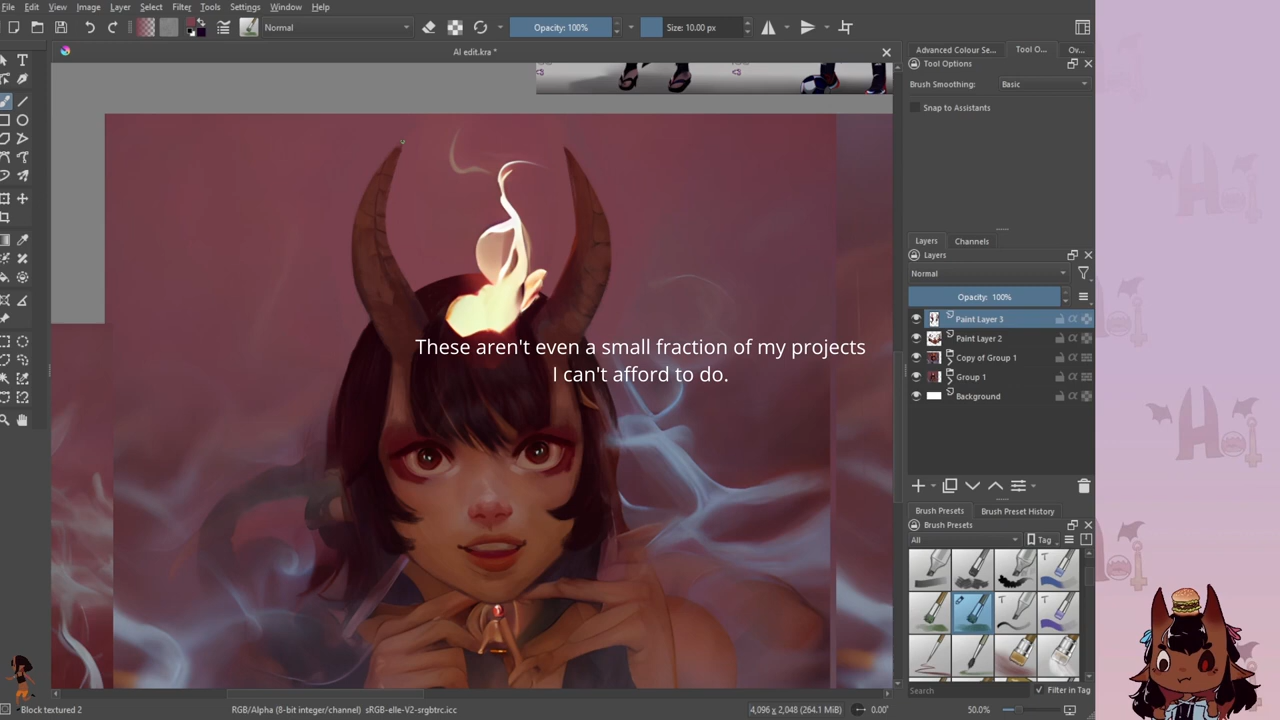 File Edit View Image Layer Select Filter Tools Settings Window Help
Normal
Opacity: 100%
Size: 10.00 px
AI edit.kra *
Advanced Colour Se... Tool O... Ov...
Tool Options
Brush Smoothing: Basic
Snap to Assistants
Layers Channels
Layers
Normal
Opacity: 100%
Paint Layer 3
Paint Layer 2
Copy of Group 1
Group 1
Background
These aren't even a small fraction of my projects
I can't afford to do.
Brush Presets Brush Preset History
Brush Presets
All
Tag
Search
Filter in Tag
Block textured 2
RGB/Alpha (8-bit integer/channel) sRGB-elle-V2-srgbtrc.icc
4,096 x 2,048 (264.1 MiB)
0.00°
50.0%